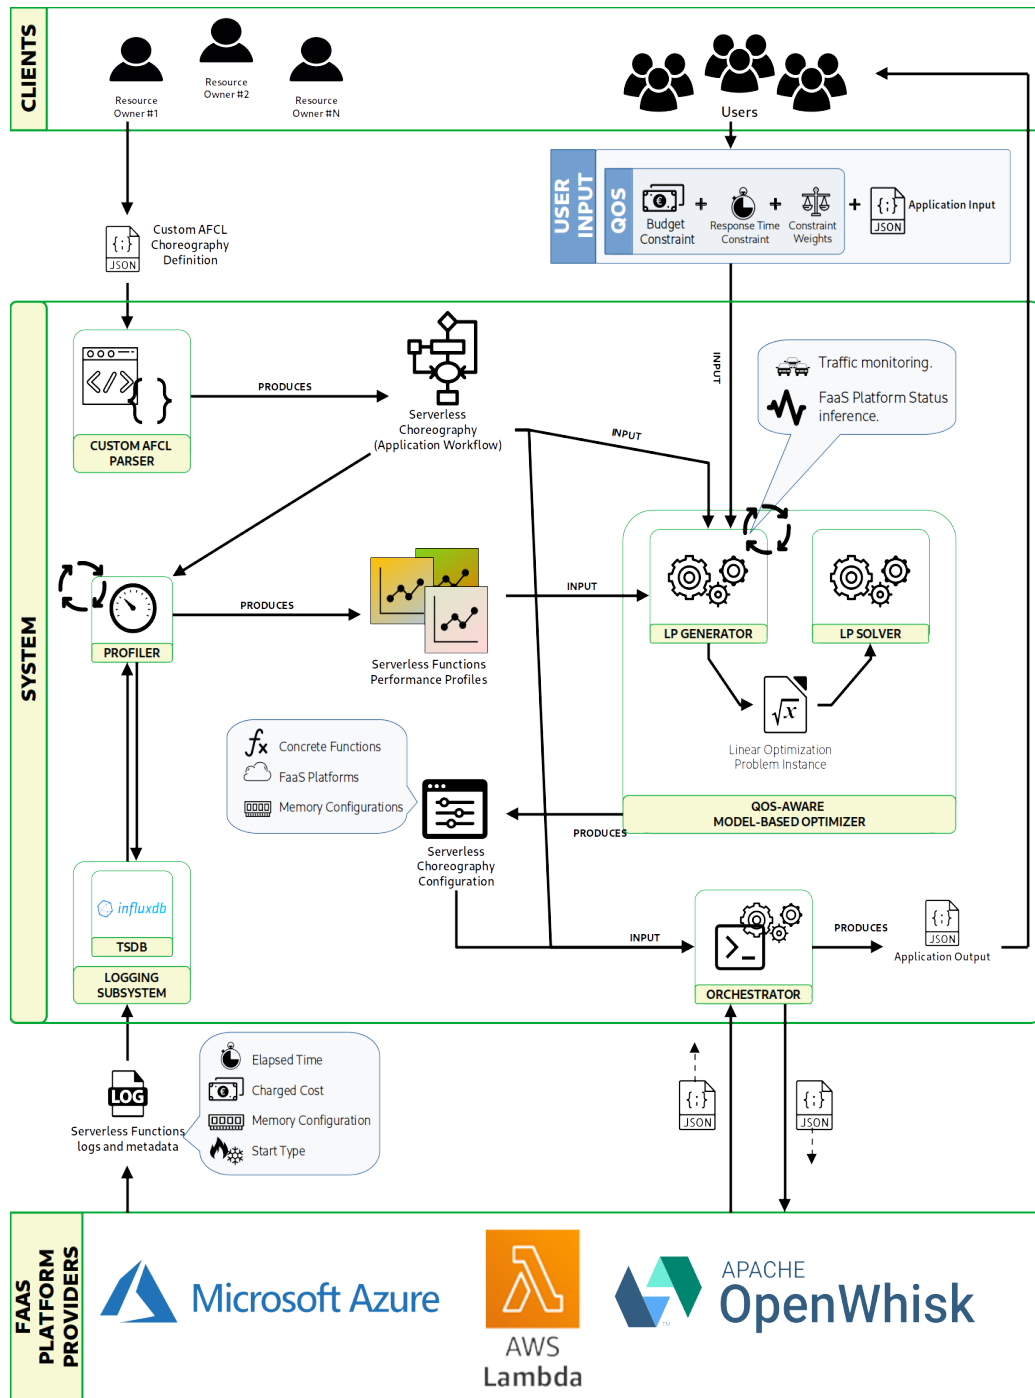 CLIENTS
Resource
Owner #1
Resource
Owner #2
Resource
Owner #N
Users
USER
INPUT
QOS
Budget
Constraint
+
Response Time
Constraint
+
Constraint
Weights
+
{;}
JSON
Application Input
{;}
JSON
Custom AFCL
Choreography
Definition
SYSTEM
</>
{ }
CUSTOM AFCL
PARSER
PRODUCES
Serverless
Choreography
(Application Workflow)
INPUT
INPUT
Traffic monitoring.
FaaS Platform Status
inference.
PROFILER
PRODUCES
Serverless Functions
Performance Profiles
INPUT
LP GENERATOR
LP SOLVER
√x
Linear Optimization
Problem Instance
QOS-AWARE
MODEL-BASED OPTIMIZER
PRODUCES
fx
Concrete Functions
FaaS Platforms
Memory Configurations
Serverless
Choreography
Configuration
influxdb
TSDB
LOGGING
SUBSYSTEM
INPUT
>_
ORCHESTRATOR
PRODUCES
{;}
JSON
Application Output
LOG
Serverless Functions
logs and metadata
Elapsed Time
Charged Cost
Memory Configuration
Start Type
{;}
JSON
{;}
JSON
FAAS
PLATFORM
PROVIDERS
Microsoft Azure
AWS
Lambda
APACHE
OpenWhisk
TM